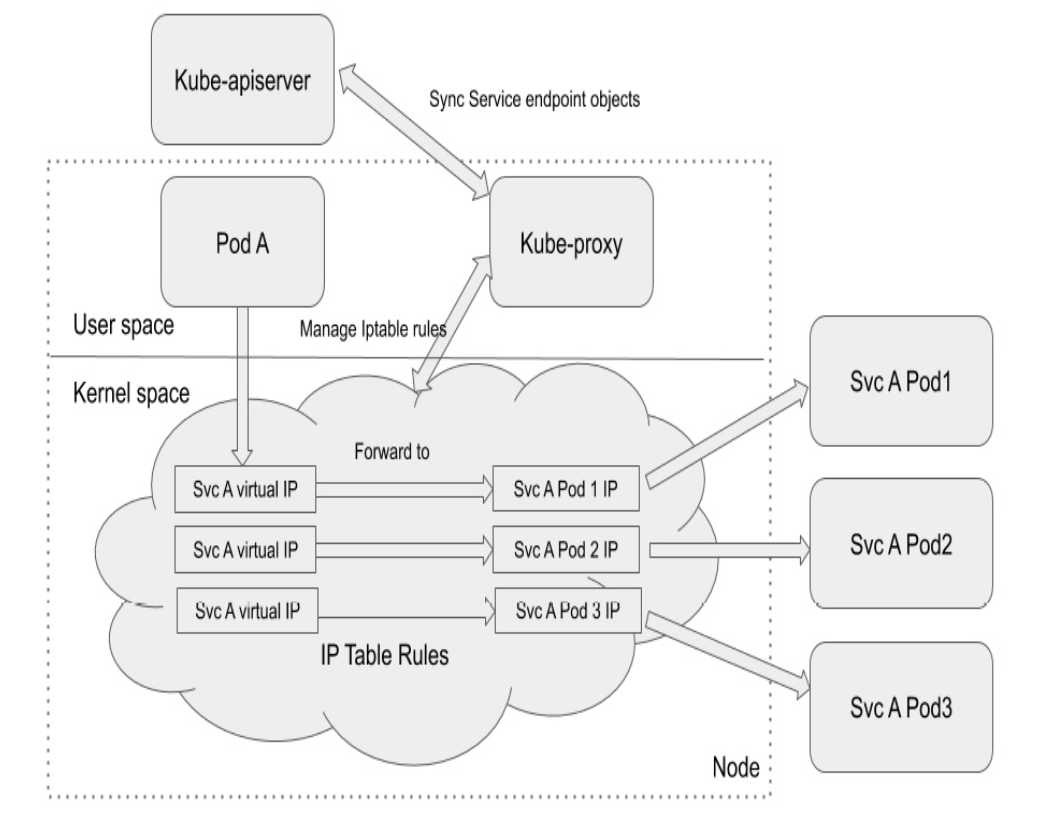 Kube-apiserver
Sync Service endpoint objects
Pod A
Kube-proxy
User space
Manage Iptable rules
Kernel space
Svc A Pod1
Forward to
Svc A virtual IP
Svc A Pod 1 IP
Svc A virtual IP
Svc A Pod 2 IP
Svc A Pod2
Svc A virtual IP
Svc A Pod 3 IP
IP Table Rules
Svc A Pod3
Node